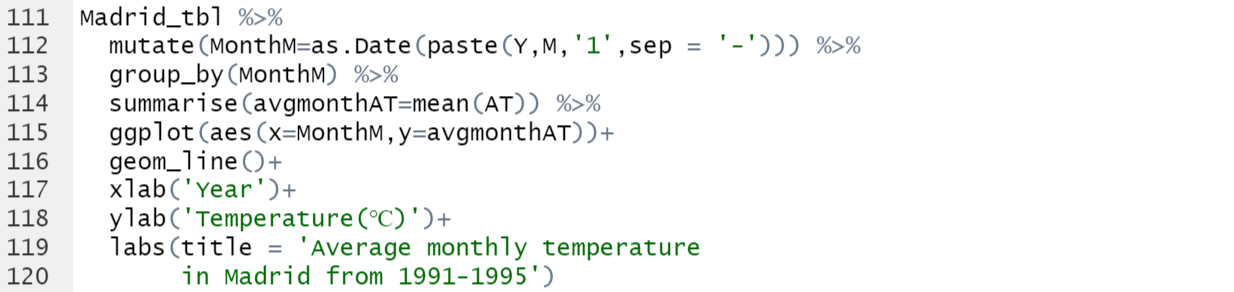 111 Madrid_tbl %>%
112   mutate(MonthM=as.Date(paste(Y,M,'1',sep = '-'))) %>%
113   group_by(MonthM) %>%
114   summarise(avgmonthAT=mean(AT)) %>%
115   ggplot(aes(x=MonthM,y=avgmonthAT))+
116   geom_line()+
117   xlab('Year')+
118   ylab('Temperature(℃)')+
119   labs(title = 'Average monthly temperature
120        in Madrid from 1991-1995')